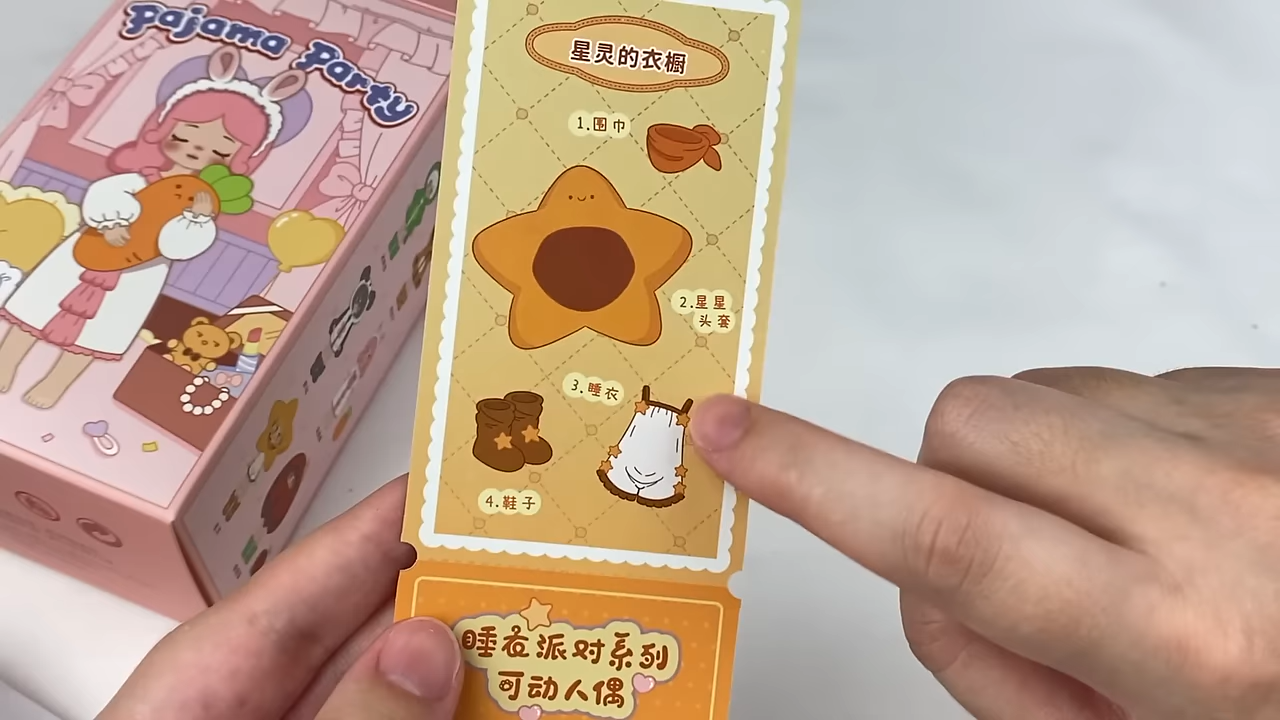 Pajama Party
星灵的衣橱
1.围巾
2.星星
头套
3.睡衣
4.鞋子
睡衣派对系列
可动人偶